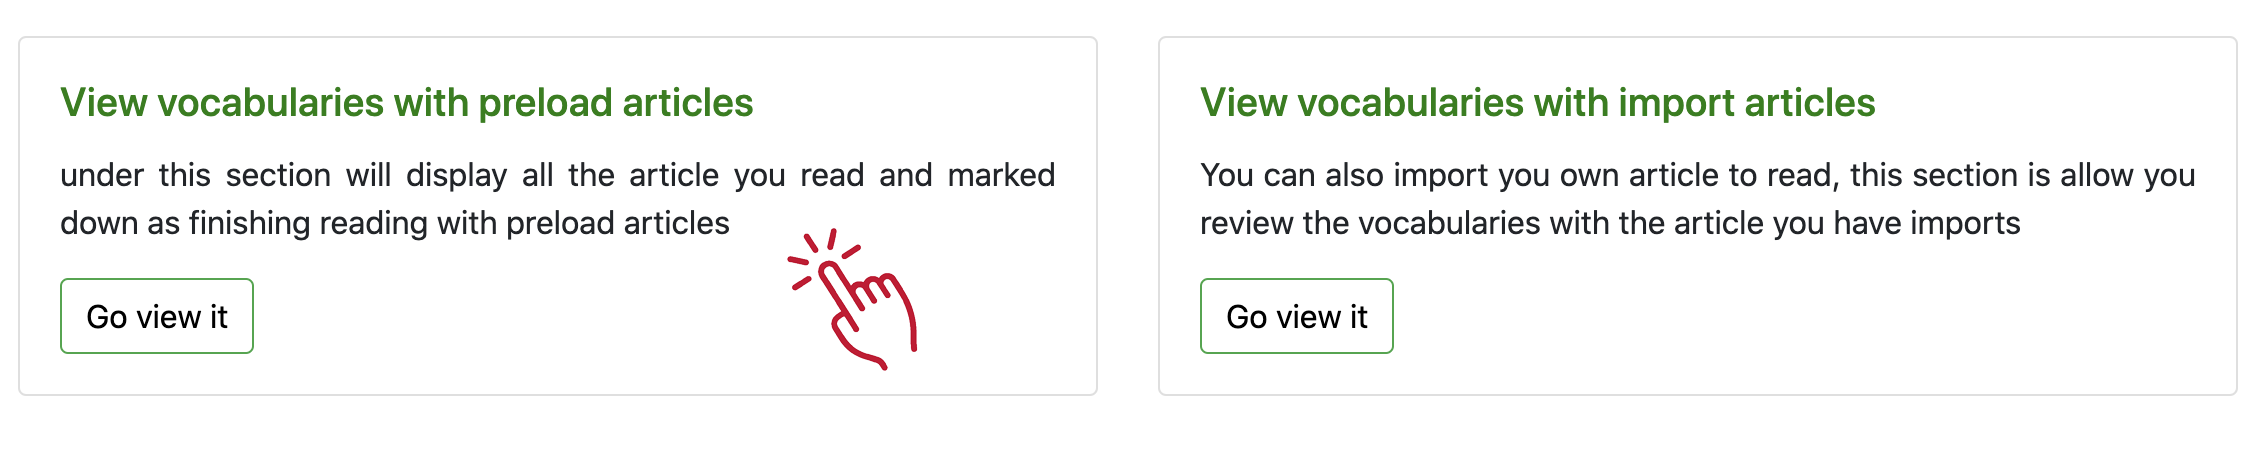 View vocabularies with preload articles
under this section will display all the article you read and marked
down as finishing reading with preload articles
Go view it
View vocabularies with import articles
You can also import you own article to read, this section is allow you
review the vocabularies with the article you have imports
Go view it